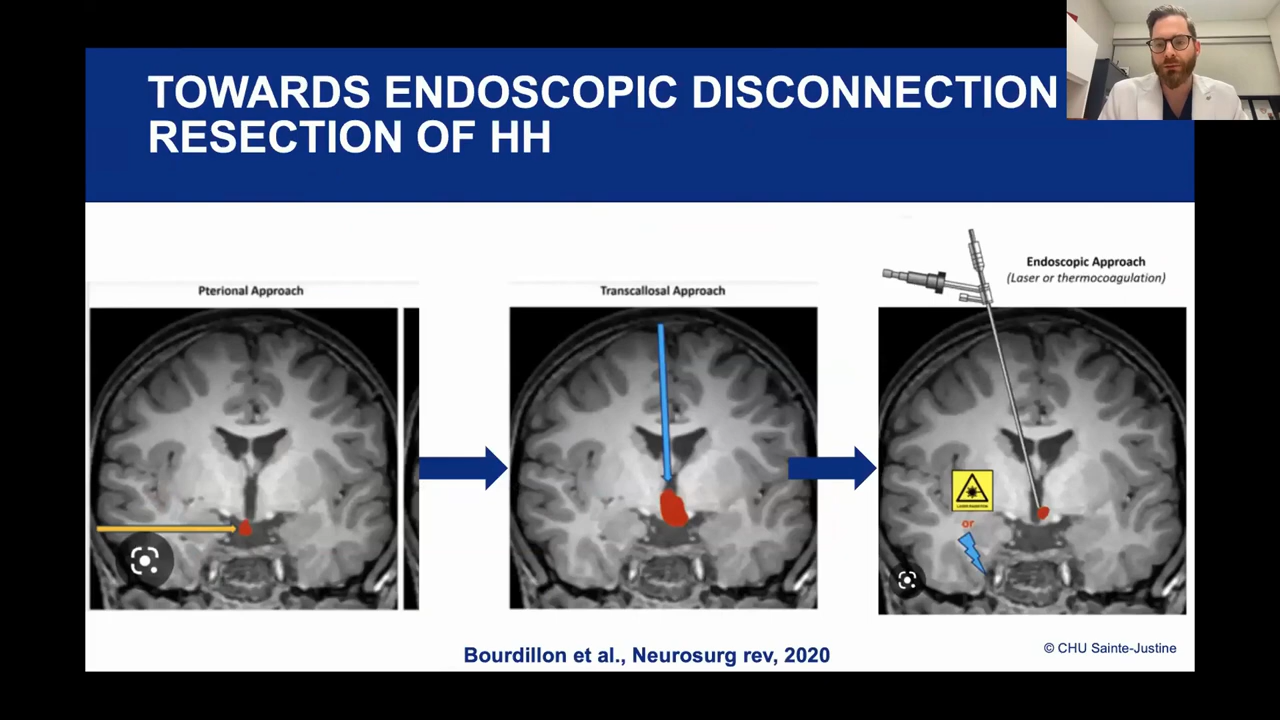 TOWARDS ENDOSCOPIC DISCONNECTION
RESECTION OF HH
Pterional Approach
Transcallosal Approach
Endoscopic Approach
(Laser or thermocoagulation)
or
Bourdillon et al., Neurosurg rev, 2020
© CHU Sainte-Justine